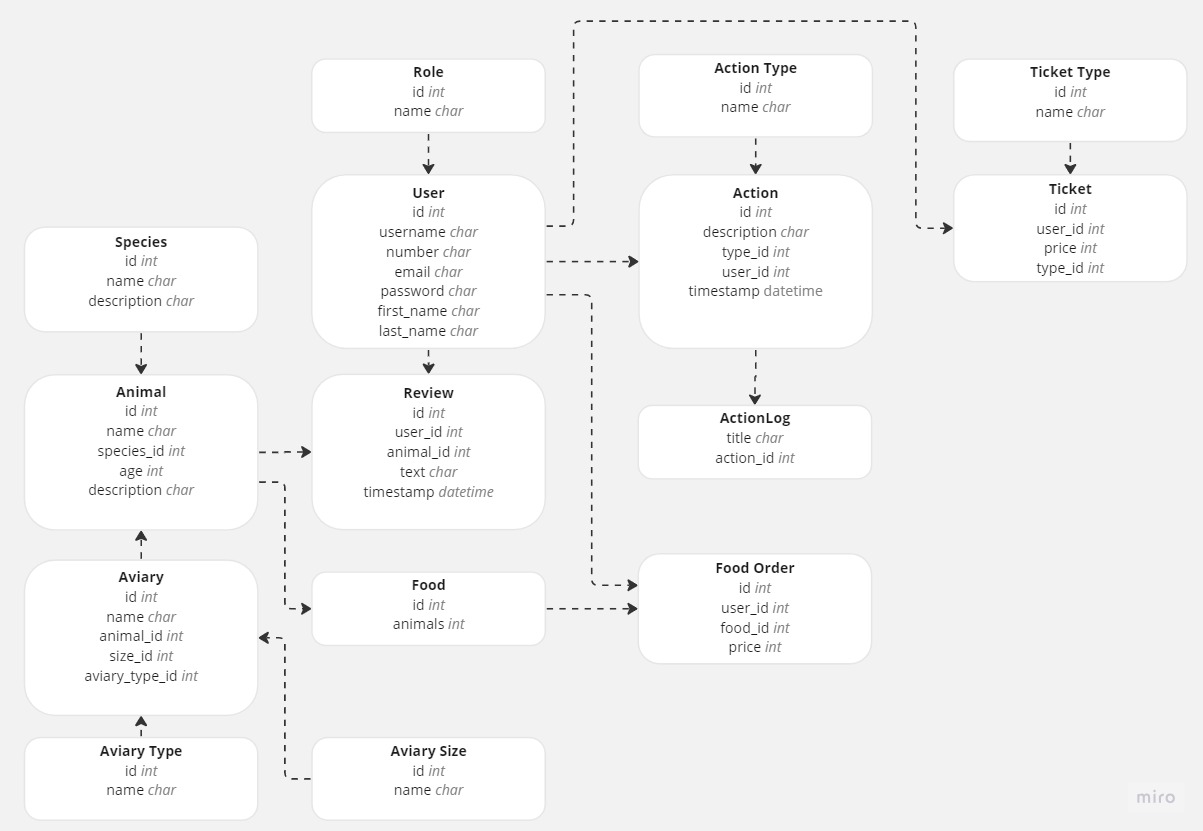 Role
id int
name char
Action Type
id int
name char
Ticket Type
id int
name char
User
id int
username char
number char
email char
password char
first_name char
last_name char
Action
id int
description char
type_id int
user_id int
timestamp datetime
Ticket
id int
user_id int
price int
type_id int
Species
id int
name char
description char
Animal
id int
name char
species_id int
age int
description char
Review
id int
user_id int
animal_id int
text char
timestamp datetime
ActionLog
title char
action_id int
Aviary
id int
name char
animal_id int
size_id int
aviary_type_id int
Food
id int
animals int
Food Order
id int
user_id int
food_id int
price int
Aviary Type
id int
name char
Aviary Size
id int
name char
miro